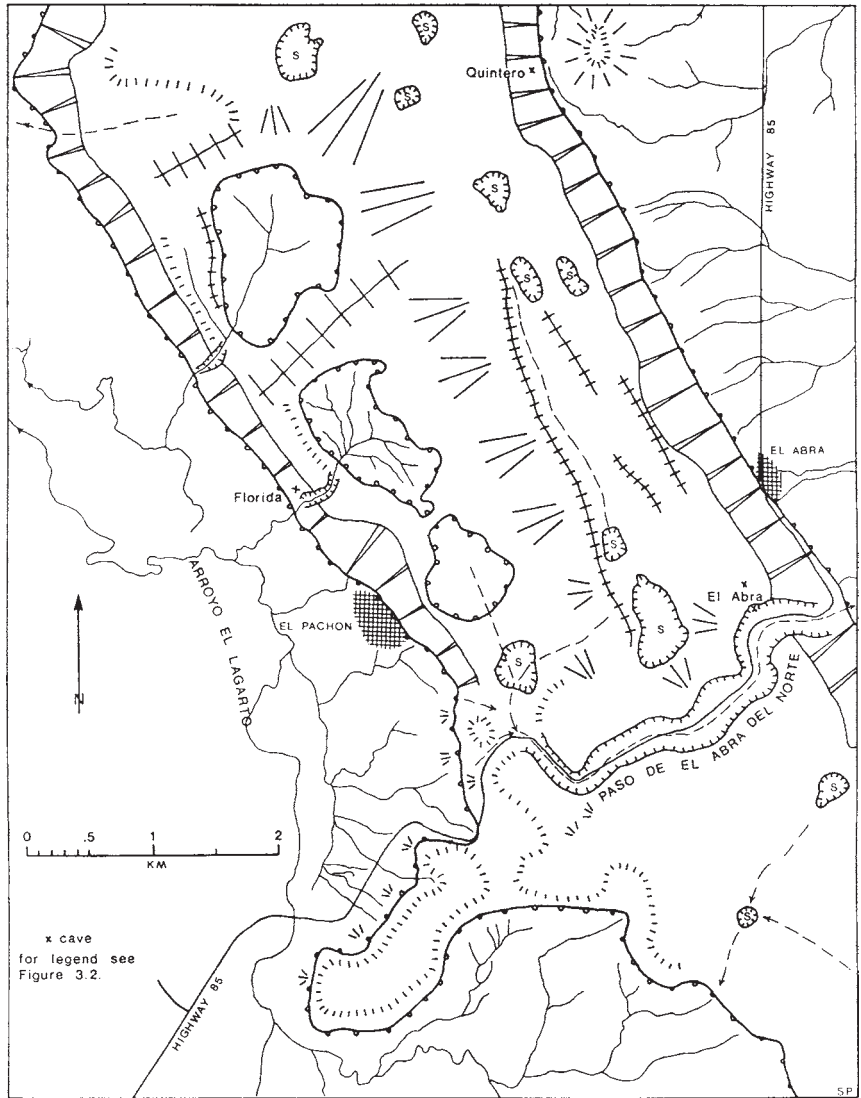 S
S
S
Quintero x
HIGHWAY 85
S
S
S
EL ABRA
Florida x
S
x
El Abra x
ARROYO EL LAGARTO
EL PACHON
S
S
N
PASO DE EL ABRA DEL NORTE
S
0 .5 1 2
KM
S
x cave
for legend see
Figure 3.2.
HIGHWAY 85
SP